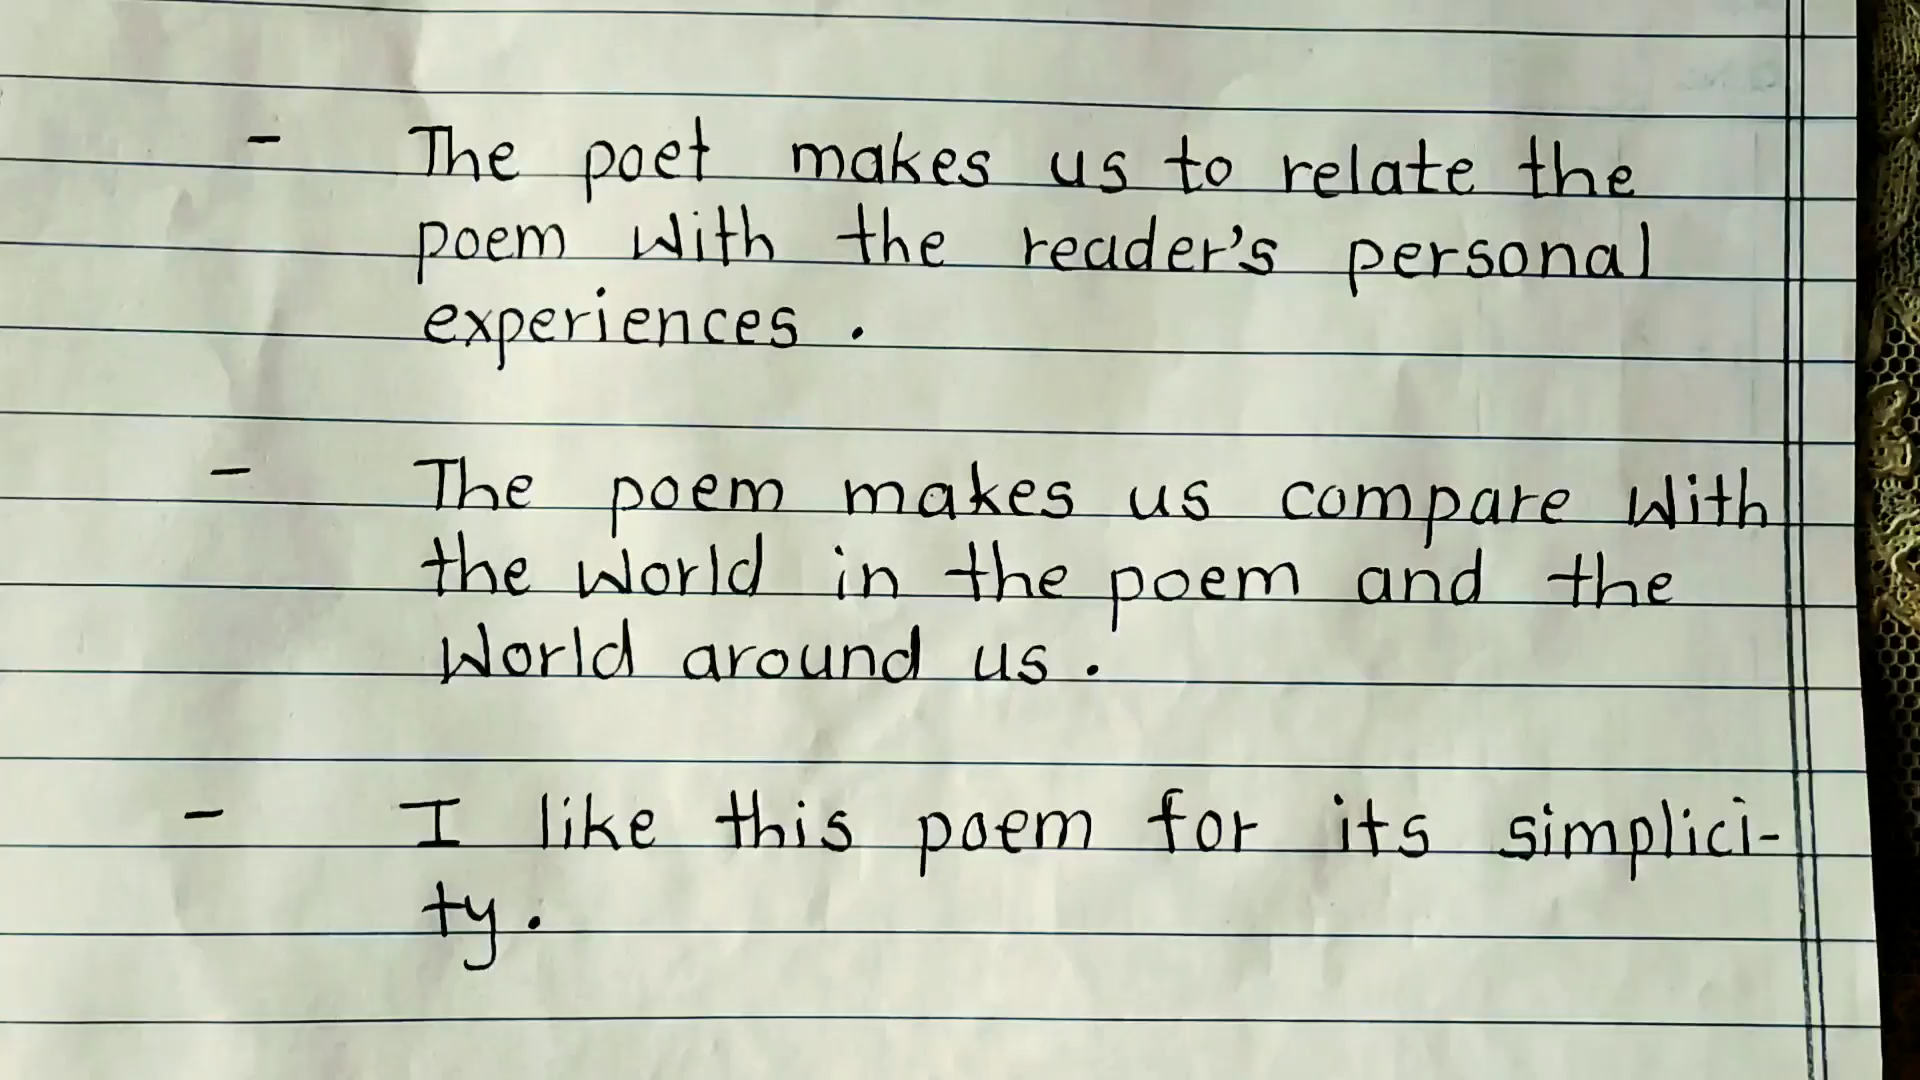 - The poet makes us to relate the
poem with the reader's personal
experiences .
- The poem makes us compare with
the world in the poem and the
world around us .
- I like this poem for its simplici-
ty .